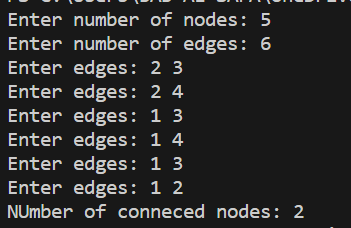 Enter number of nodes: 5
Enter number of edges: 6
Enter edges: 2 3
Enter edges: 2 4
Enter edges: 1 3
Enter edges: 1 4
Enter edges: 1 3
Enter edges: 1 2
NUmber of conneced nodes: 2